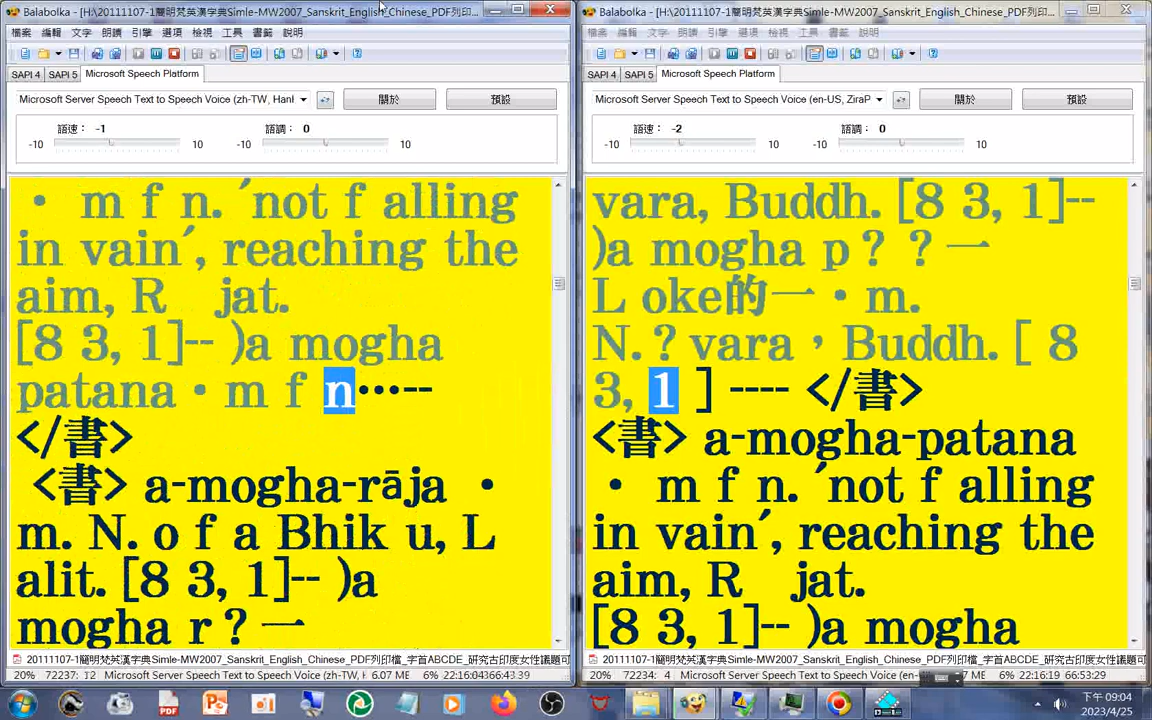 Balabolka - [H:\20111107-1簡明梵英漢字典Simle-MW2007_Sanskrit_English_Chinese_PDF列印...
檔案 編輯 文字 朗讀 引擎 選項 檢視 工具 書籤 說明
SAPI 4 SAPI 5 Microsoft Speech Platform
Microsoft Server Speech Text to Speech Voice (zh-TW, HanI
關於 預設
語速： -1 語調： 0
-10 10 -10 10
• m f n. ′not f alling
in vain′, reaching the
aim, R jat.
[8 3, 1]-- )a mogha
patana • m f n•••--
</書>
<書> a-mogha-rāja •
m. N. o f a Bhik u, L
alit. [8 3, 1]-- )a
mogha r？一
20111107-1簡明梵英漢字典Simle-MW2007_Sanskrit_English_Chinese_PDF列印檔_字首ABCDE_研究古印度女性議題可
20% 72237: 12 Microsoft Server Speech Text to Speech Voice (zh-TW, H 6.07 MB 6% 22:16:04 66:43:39
Balabolka - [H:\20111107-1簡明梵英漢字典Simle-MW2007_Sanskrit_English_Chinese_PDF列印...
檔案 編輯 文字 朗讀 引擎 選項 檢視 工具 書籤 說明
SAPI 4 SAPI 5 Microsoft Speech Platform
Microsoft Server Speech Text to Speech Voice (en-US, ZiraP
關於 預設
語速： -2 語調： 0
-10 10 -10 10
vara, Buddh. [8 3, 1]--
)a mogha p？？一
L oke的一•m.
N.？vara，Buddh. [ 8
3, 1 ] ---- </書>
<書> a-mogha-patana
• m f n. ′not f alling
in vain′, reaching the
aim, R jat.
[8 3, 1]-- )a mogha
20111107-1簡明梵英漢字典Simle-MW2007_Sanskrit_English_Chinese_PDF列印檔_字首ABCDE_研究古印度女性議題可
20% 72234: 4 Microsoft Server Speech Text to Speech Voice (en-US MB 6% 22:16:19 66:53:29
下午 09:04
2023/4/25